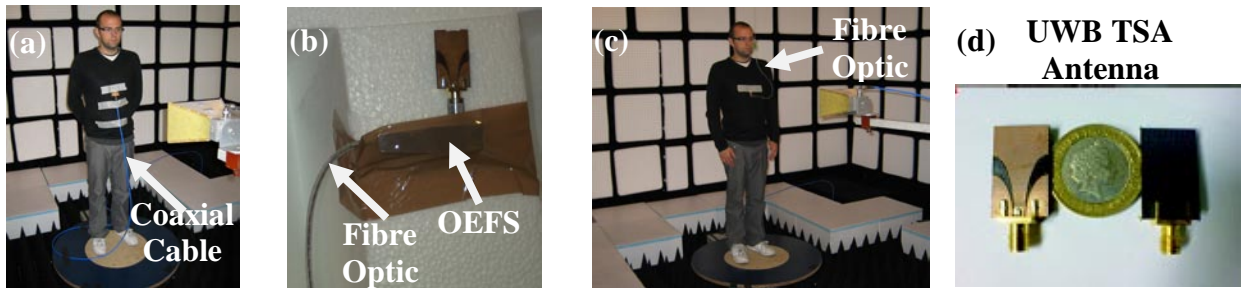 (a)
Coaxial
Cable
(b)
OEFS
Fibre
Optic
(c)
Fibre
Optic
(d) UWB TSA
Antenna